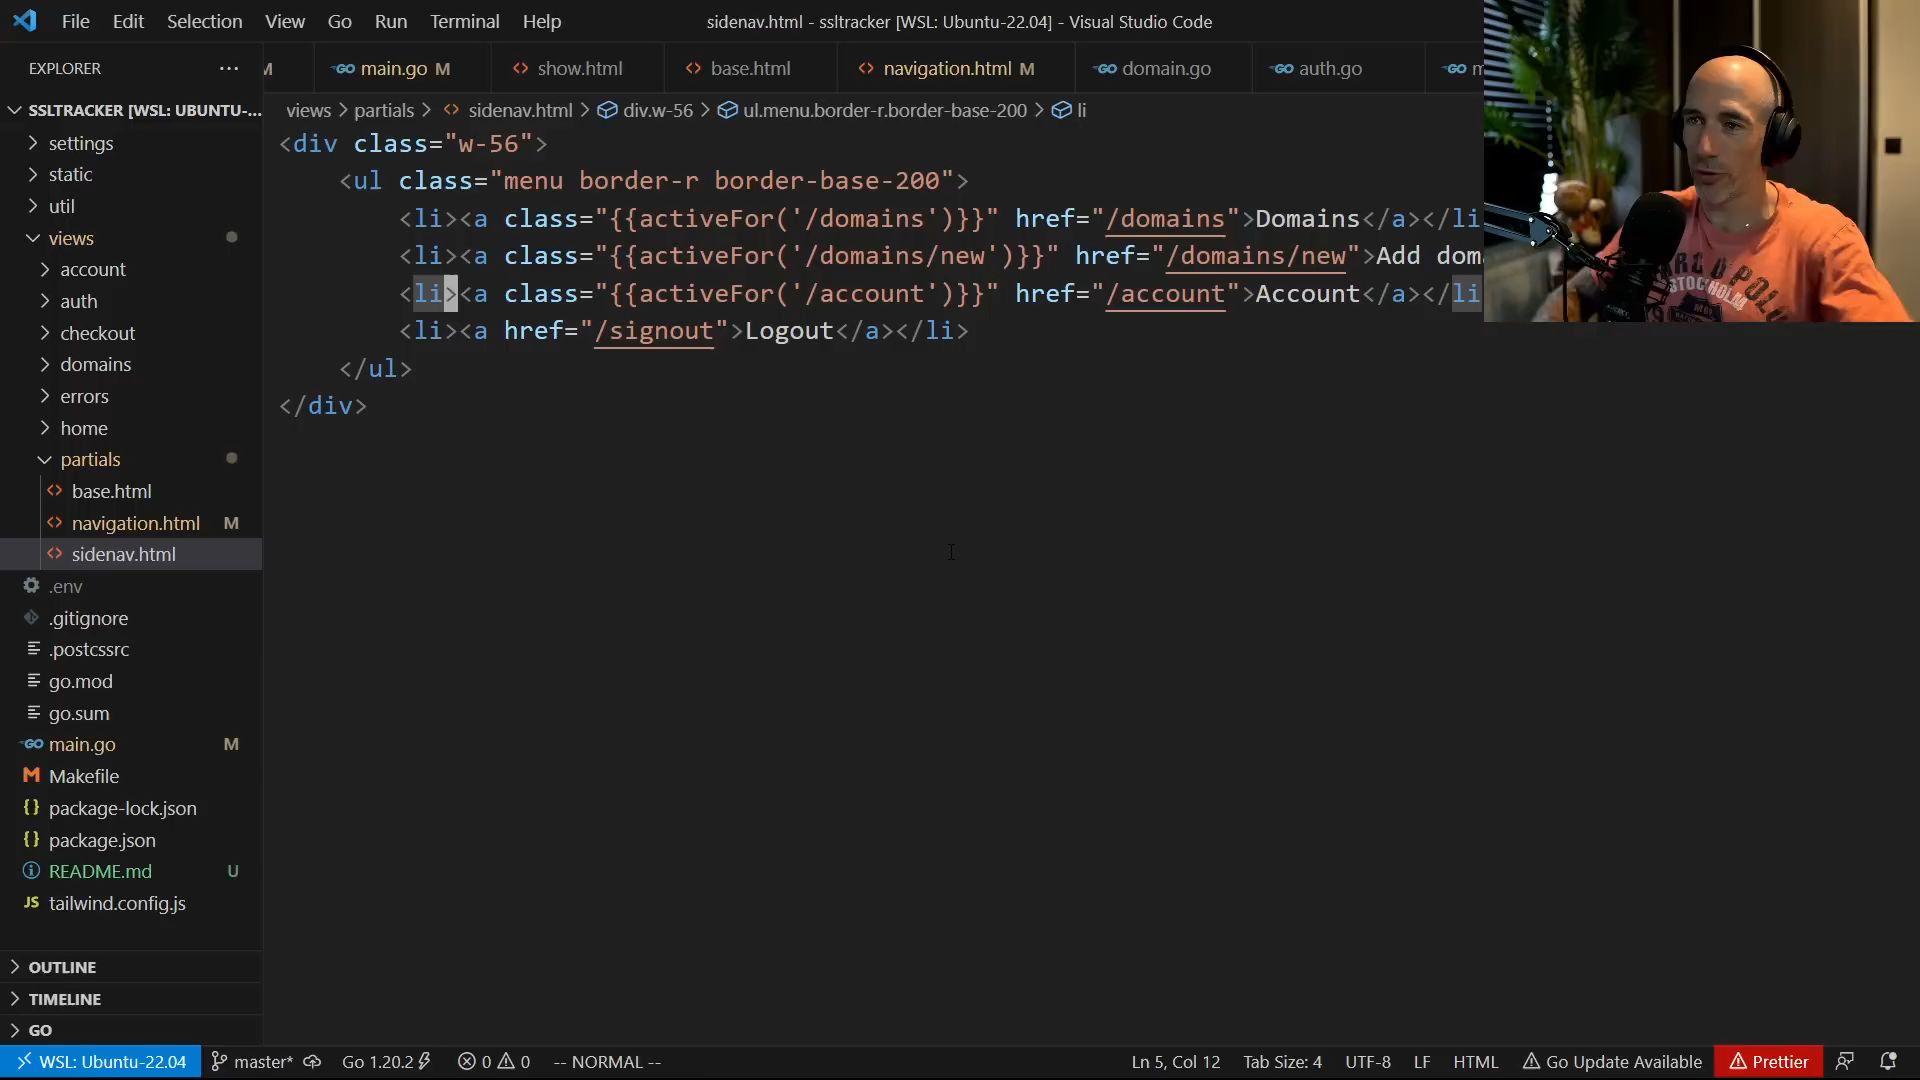 File Edit Selection View Go Run Terminal Help
sidenav.html - ssltracker [WSL: Ubuntu-22.04] - Visual Studio Code
EXPLORER
M
main.go M
show.html
base.html
navigation.html M
domain.go
auth.go
SSLTRACKER [WSL: UBUNTU-...
settings
static
util
views
account
auth
checkout
domains
errors
home
partials
base.html
navigation.html M
sidenav.html
.env
.gitignore
.postcssrc
go.mod
go.sum
main.go M
Makefile
package-lock.json
package.json
README.md U
tailwind.config.js
OUTLINE
TIMELINE
GO
views > partials > sidenav.html > div.w-56 > ul.menu.border-r.border-base-200 > li
<div class="w-56">
<ul class="menu border-r border-base-200">
<li><a class="{{activeFor('/domains')}}" href="/domains">Domains</a></li
<li><a class="{{activeFor('/domains/new')}}" href="/domains/new">Add dom
<li><a class="{{activeFor('/account')}}" href="/account">Account</a></li
<li><a href="/signout">Logout</a></li>
</ul>
</div>
STOCKHOLM
WSL: Ubuntu-22.04 master* Go 1.20.2 0 0 -- NORMAL -- Ln 5, Col 12 Tab Size: 4 UTF-8 LF HTML Go Update Available Prettier